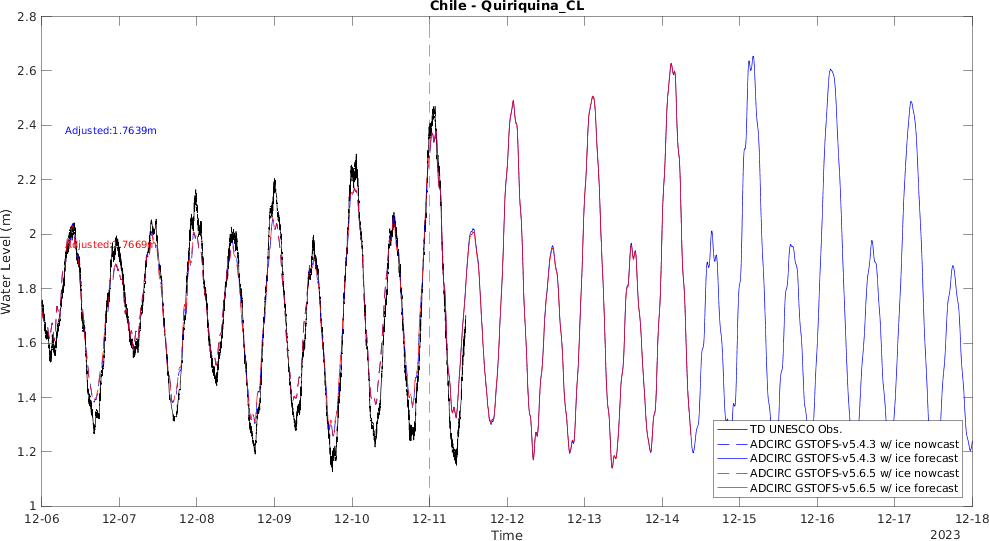 Chile - Quiriquina_CL
Water Level (m)
2.8
2.6
2.4
2.2
2
1.8
1.6
1.4
1.2
1
Adjusted:1.7639m
Adjusted:1.7669m
TD UNESCO Obs.
ADCIRC GSTOFS-v5.4.3 w/ ice nowcast
ADCIRC GSTOFS-v5.4.3 w/ ice forecast
ADCIRC GSTOFS-v5.6.5 w/ ice nowcast
ADCIRC GSTOFS-v5.6.5 w/ ice forecast
12-06 12-07 12-08 12-09 12-10 12-11 12-12 12-13 12-14 12-15 12-16 12-17 12-18
Time
2023